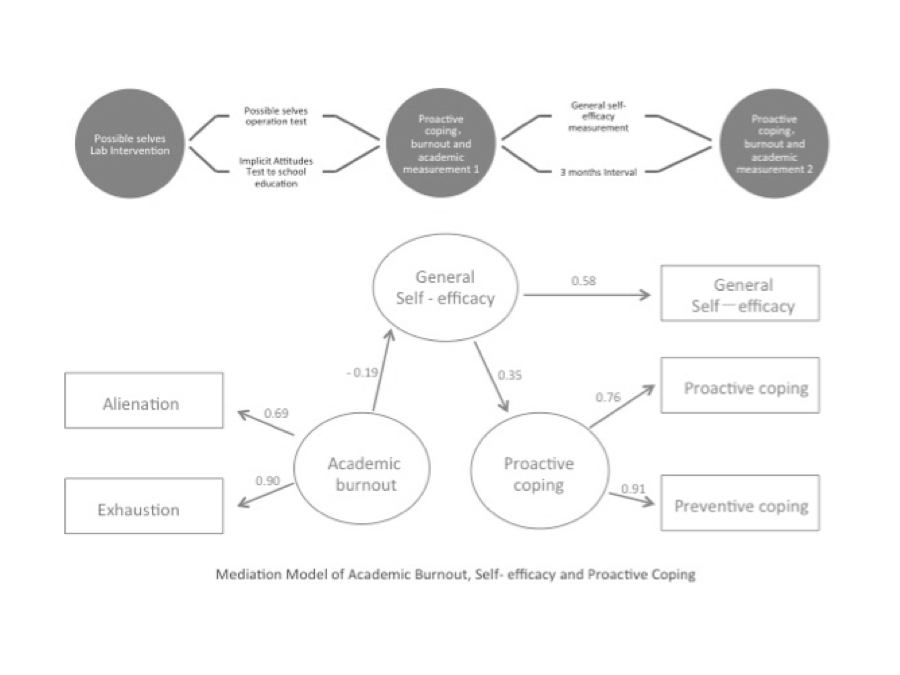 Possible selves
Lab Intervention
Possible selves
operation test
Implicit Attitudes
Test to school
education
Proactive
coping,
burnout and
academic
measurement 1
General self-
efficacy
measurement
3 months Interval
Proactive
coping,
burnout and
academic
measurement 2
General
Self - efficacy
0.58
General
Self—efficacy
- 0.19
0.35
Alienation
0.69
0.76
Proactive coping
Academic
burnout
Proactive
coping
Exhaustion
0.90
0.91
Preventive coping
Mediation Model of Academic Burnout, Self- efficacy and Proactive Coping